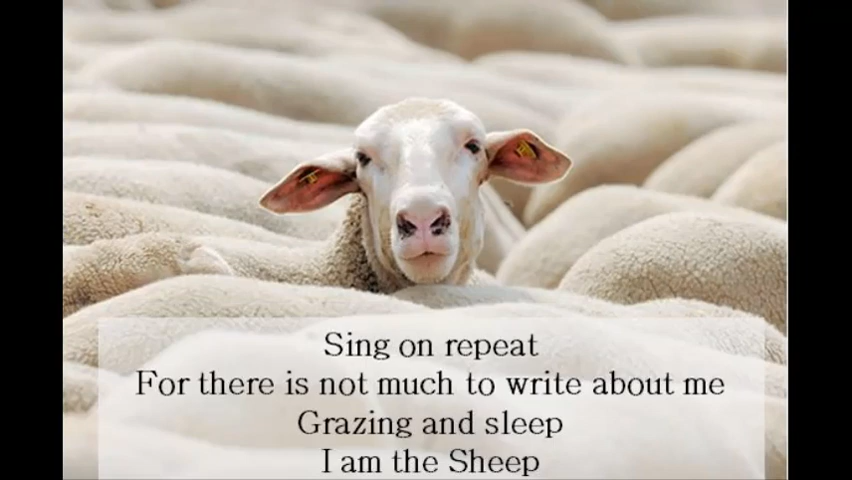 Sing on repeat
For there is not much to write about me
Grazing and sleep
I am the Sheep